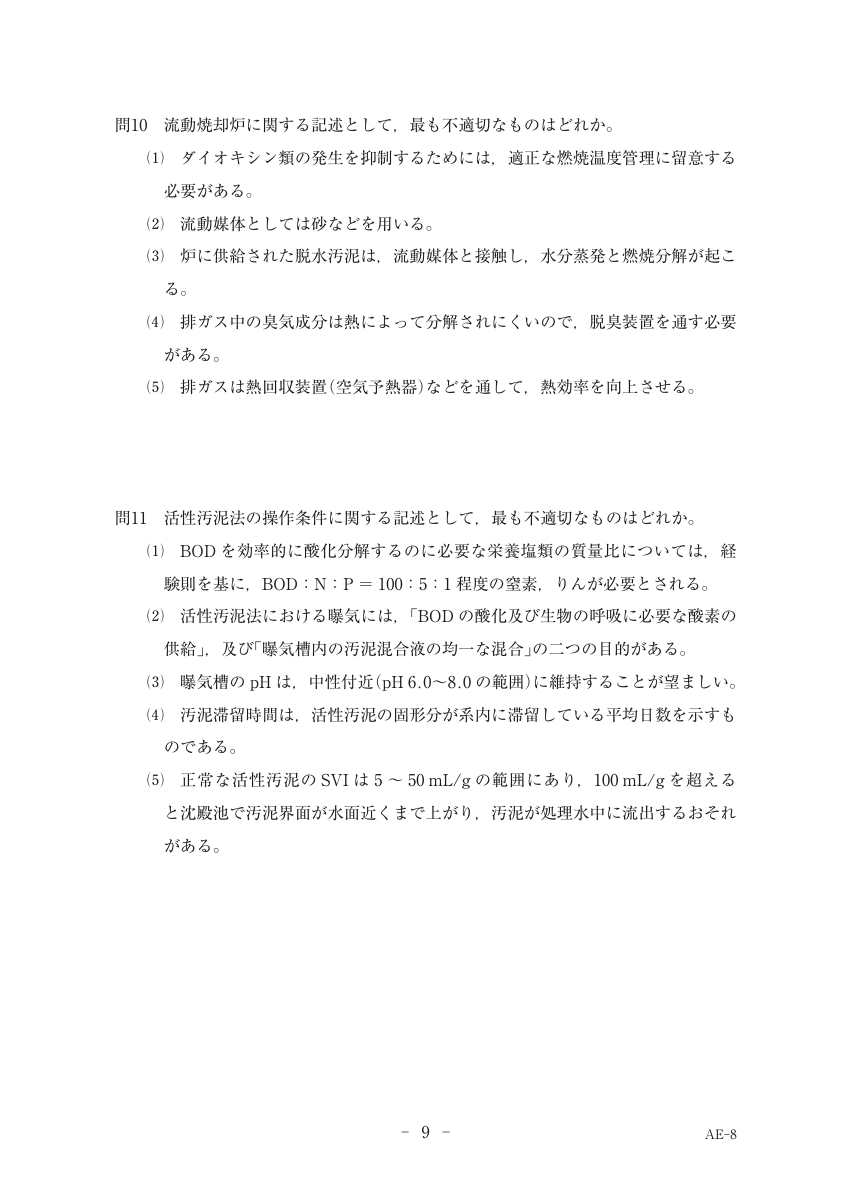 問10 流動焼却炉に関する記述として，最も不適切なものはどれか。
⑴ ダイオキシン類の発生を抑制するためには，適正な燃焼温度管理に留意する
必要がある。
⑵ 流動媒体としては砂などを用いる。
⑶ 炉に供給された脱水汚泥は，流動媒体と接触し，水分蒸発と燃焼分解が起こ
る。
⑷ 排ガス中の臭気成分は熱によって分解されにくいので，脱臭装置を通す必要
がある。
⑸ 排ガスは熱回収装置(空気予熱器)などを通して，熱効率を向上させる。
問11 活性汚泥法の操作条件に関する記述として，最も不適切なものはどれか。
⑴ BOD を効率的に酸化分解するのに必要な栄養塩類の質量比については，経
験則を基に，BOD：N：P = 100：5：1 程度の窒素，りんが必要とされる。
⑵ 活性汚泥法における曝気には，「BOD の酸化及び生物の呼吸に必要な酸素の
供給」，及び「曝気槽内の汚泥混合液の均一な混合」の二つの目的がある。
⑶ 曝気槽の pH は，中性付近(pH 6.0～8.0 の範囲)に維持することが望ましい。
⑷ 汚泥滞留時間は，活性汚泥の固形分が系内に滞留している平均日数を示すも
のである。
⑸ 正常な活性汚泥の SVI は 5 ～ 50 mL/g の範囲にあり，100 mL/g を超える
と沈殿池で汚泥界面が水面近くまで上がり，汚泥が処理水中に流出するおそれ
がある。
- 9 -
AE-8